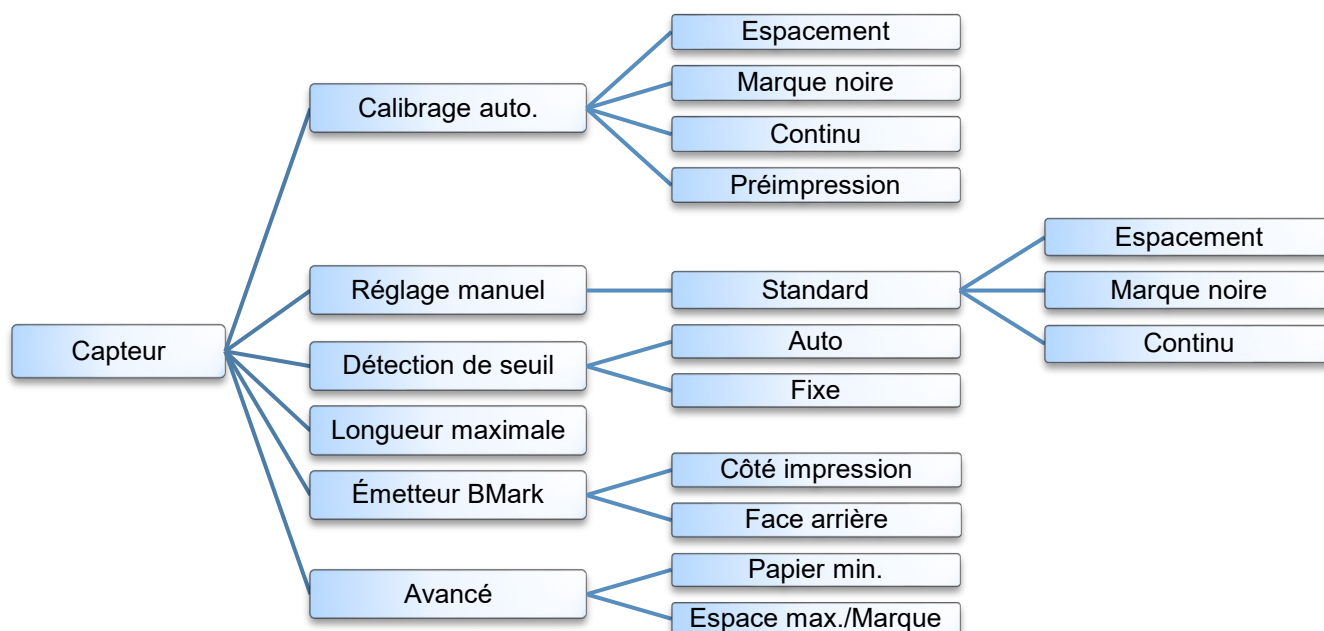 Capteur
Calibrage auto.
Espacement
Marque noire
Continu
Préimpression
Réglage manuel
Standard
Espacement
Marque noire
Continu
Détection de seuil
Auto
Fixe
Longueur maximale
Émetteur BMark
Côté impression
Face arrière
Avancé
Papier min.
Espace max./Marque